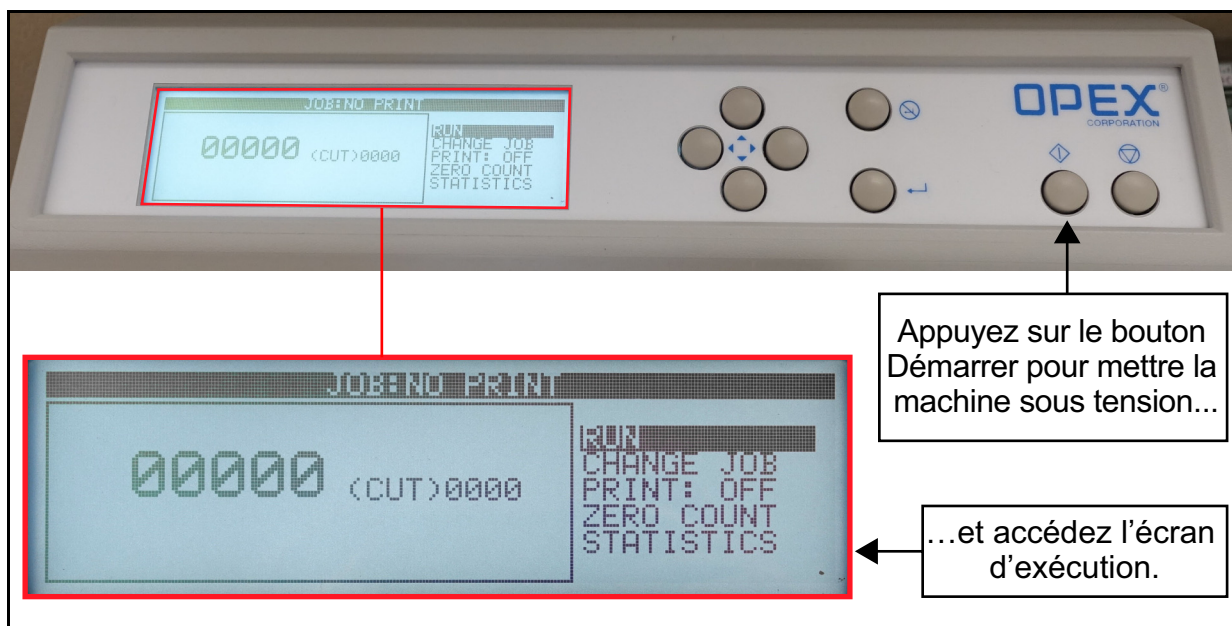 JOB:NO PRINT
00000 (CUT)0000
RUN
CHANGE JOB
PRINT: OFF
ZERO COUNT
STATISTICS
OPEX®
CORPORATION
Appuyez sur le bouton
Démarrer pour mettre la
machine sous tension...
JOB:NO PRINT
00000 (CUT)0000
RUN
CHANGE JOB
PRINT: OFF
ZERO COUNT
STATISTICS
…et accédez l’écran
d’exécution.